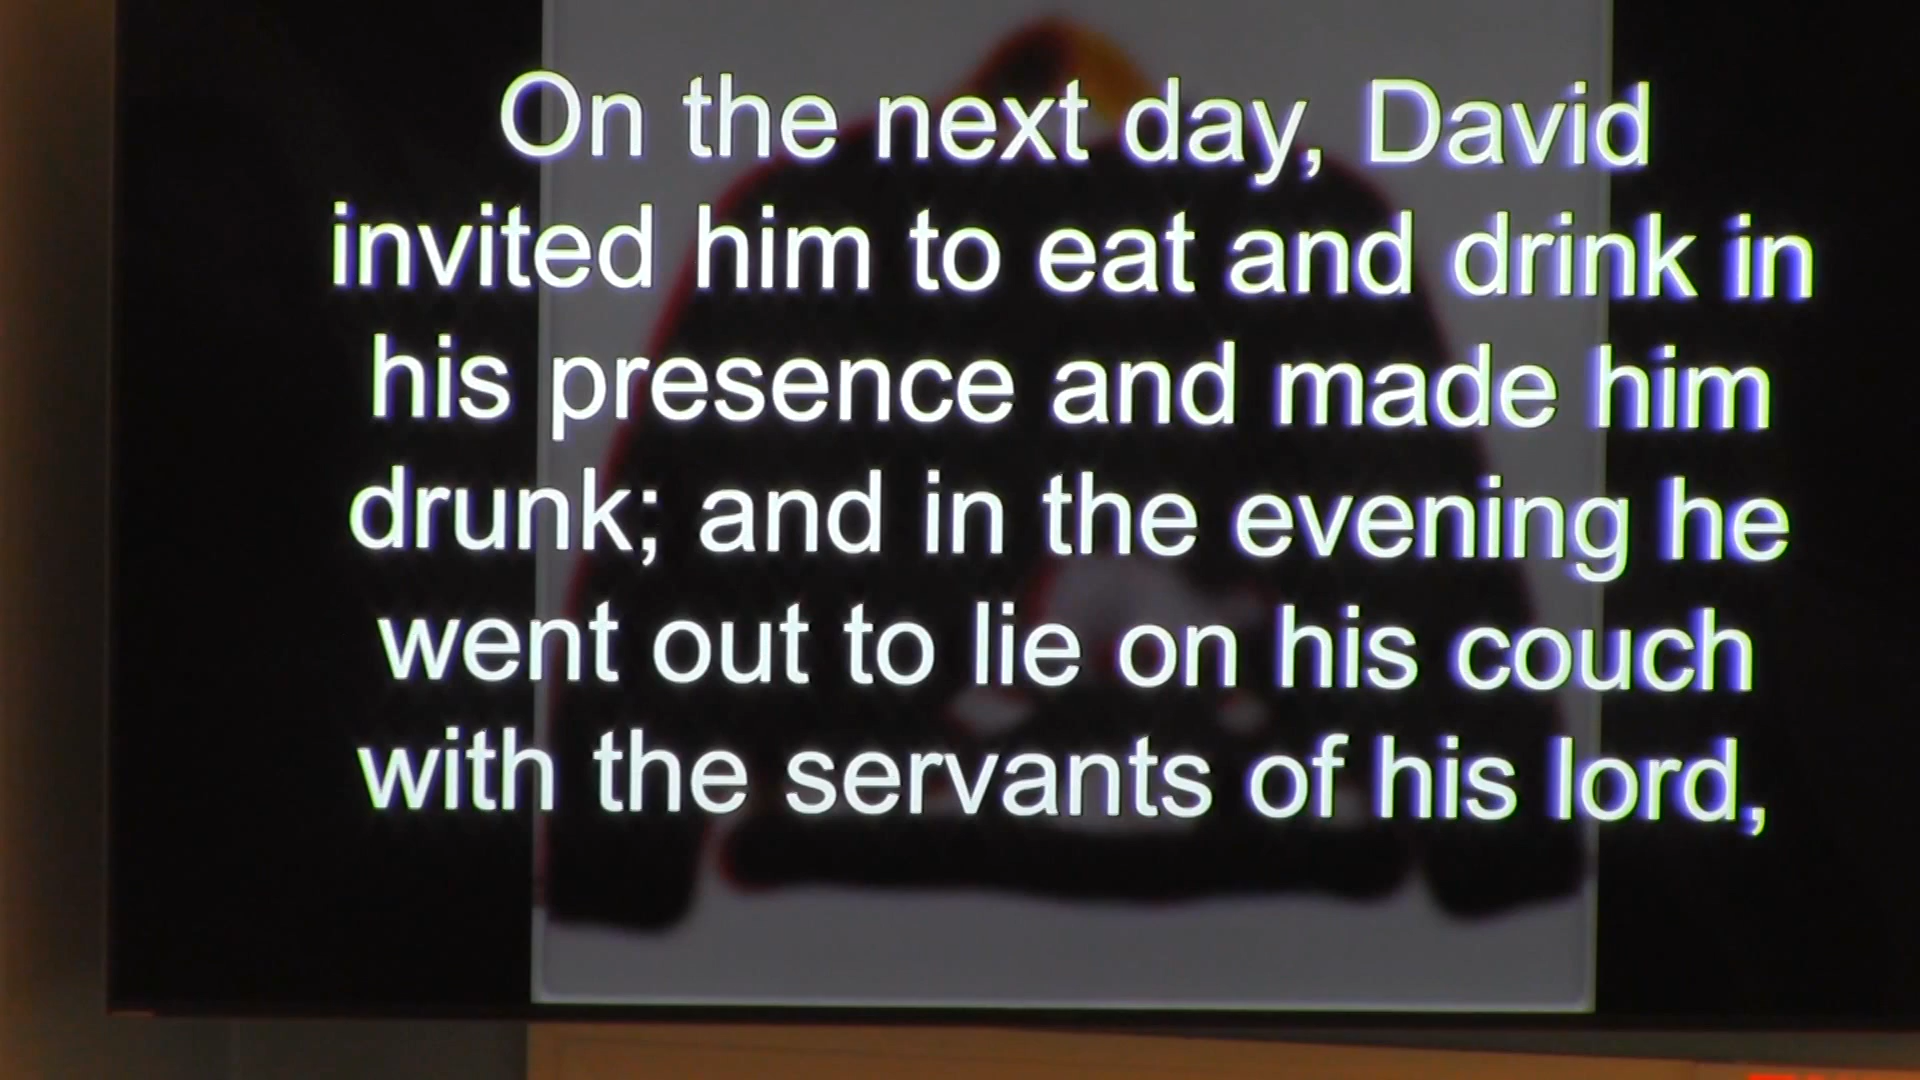 On the next day, David
invited him to eat and drink in
his presence and made him
drunk; and in the evening he
went out to lie on his couch
with the servants of his lord,